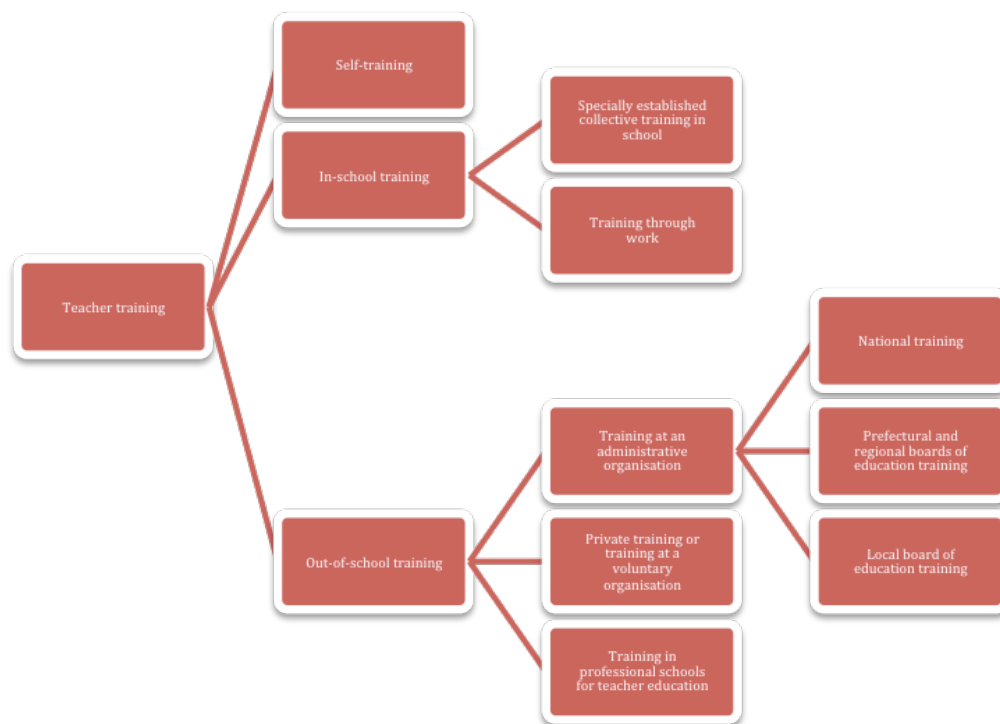 Self-training
Specially established
collective training in
school
In-school training
Training through
work
Teacher training
National training
Training at an
administrative
organisation
Prefectural and
regional boards of
education training
Private training or
training at a
voluntary
organisation
Out-of-school training
Local board of
education training
Training in
professional schools
for teacher education